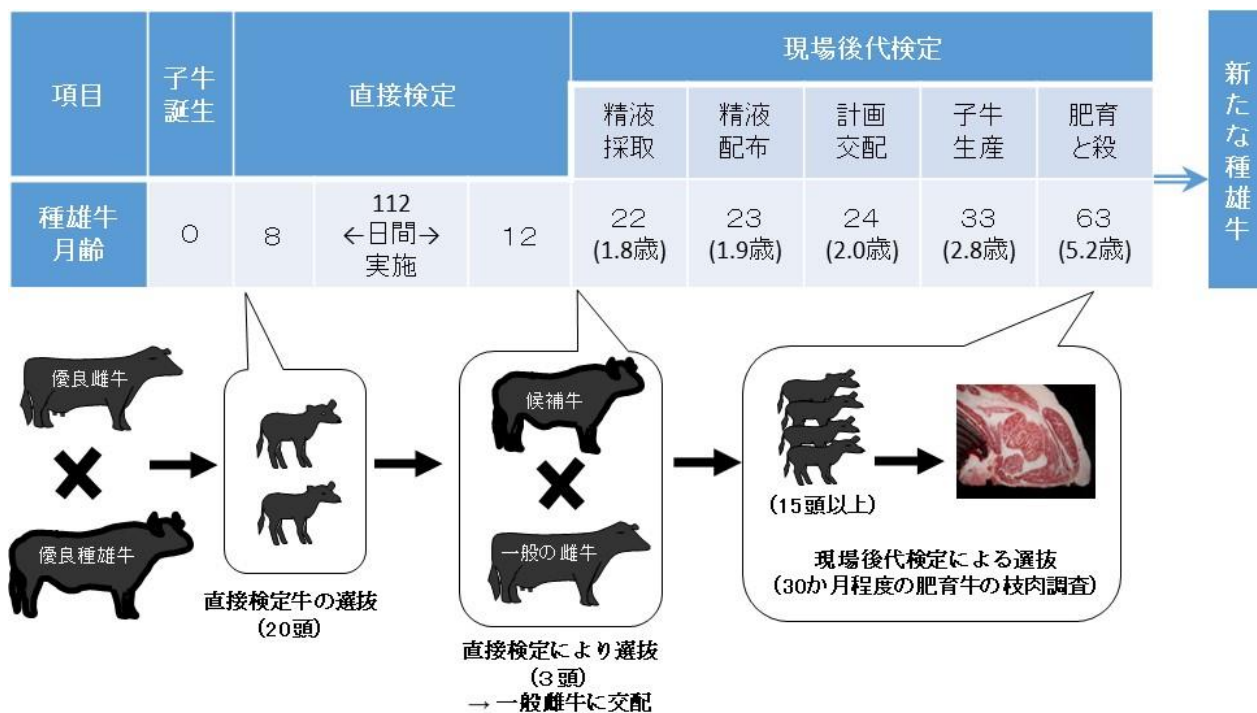 項目
子牛
誕生
直接検定
現場後代検定
精液
採取
精液
配布
計画
交配
子牛
生産
肥育
と殺
新たな種雄牛
種雄牛
月齢
0
8
112
←日間→
実施
12
22
(1.8歳)
23
(1.9歳)
24
(2.0歳)
33
(2.8歳)
63
(5.2歳)
優良雌牛
優良種雄牛
直接検定牛の選抜
(20頭)
候補牛
一般の雌牛
直接検定により選抜
(3頭)
→ 一般雌牛に交配
(15頭以上)
現場後代検定による選抜
(30か月程度の肥育牛の枝肉調査)